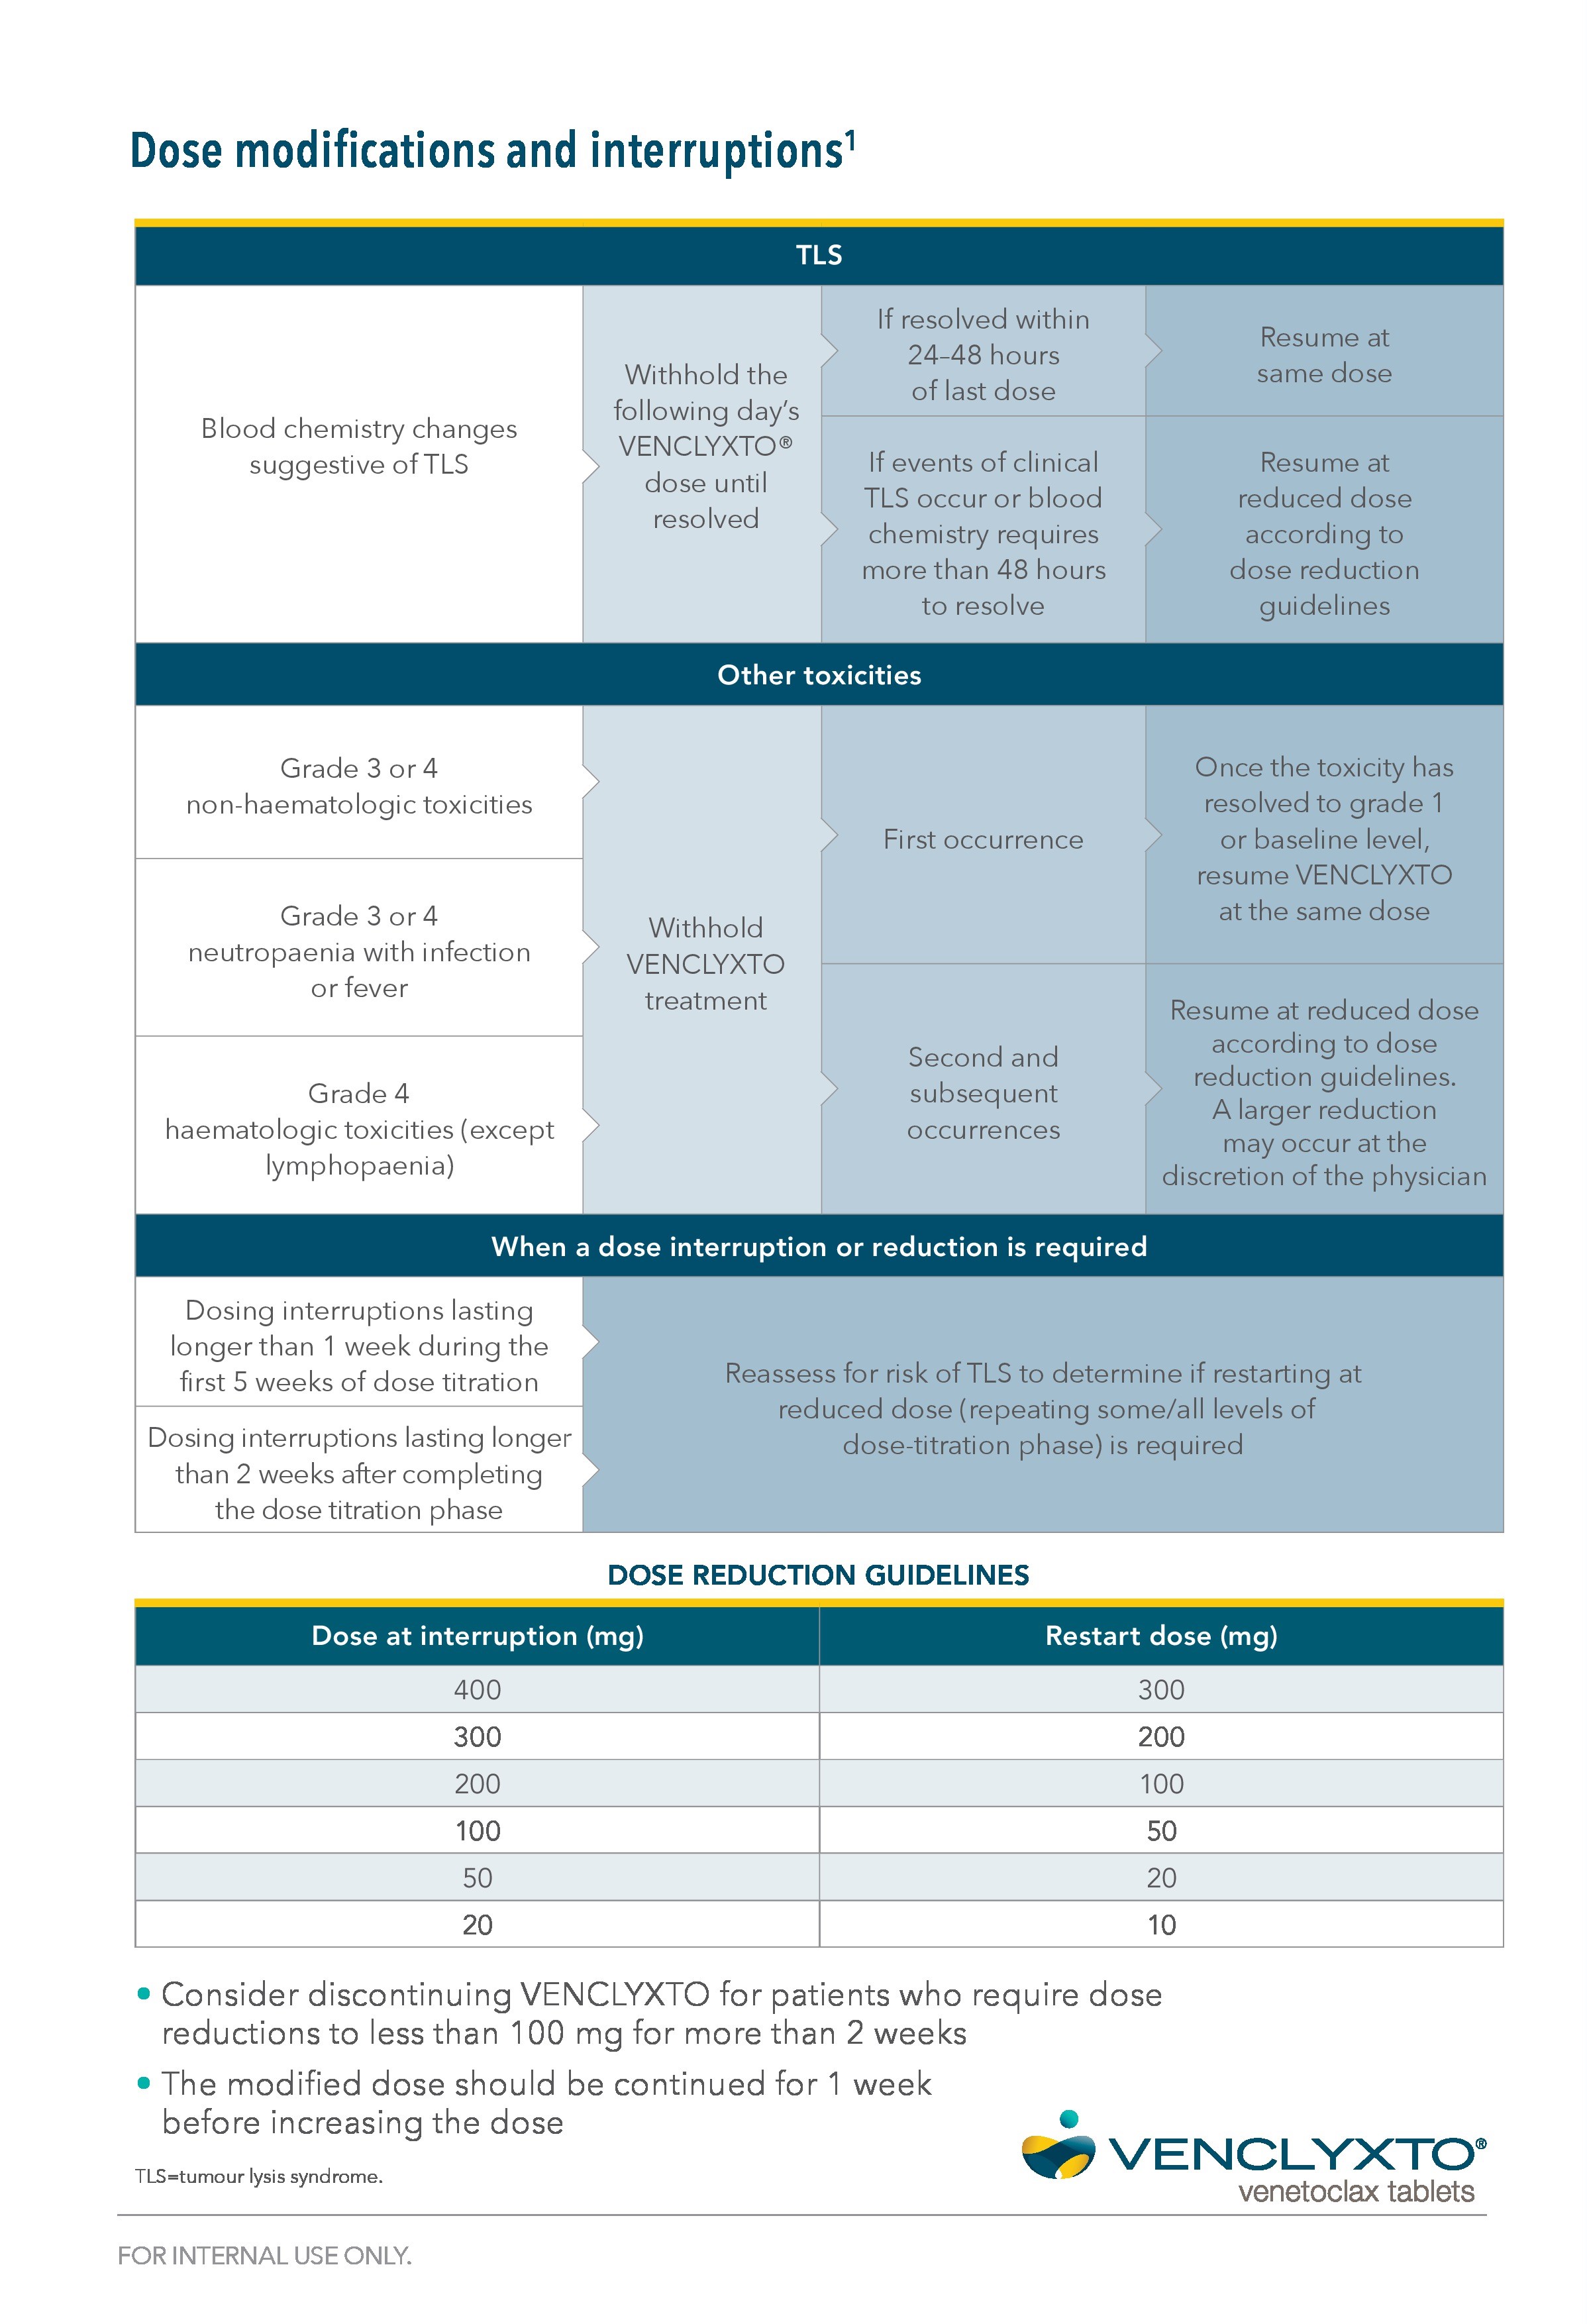 Dose modifications and interruptions¹
TLS
Blood chemistry changes
suggestive of TLS
Withhold the
following day's
VENCLYXTO®
dose until
resolved
If resolved within
24–48 hours
of last dose
Resume at
same dose
If events of clinical
TLS occur or blood
chemistry requires
more than 48 hours
to resolve
Resume at
reduced dose
according to
dose reduction
guidelines
Other toxicities
Grade 3 or 4
non-haematologic toxicities
Grade 3 or 4
neutropaenia with infection
or fever
Grade 4
haematologic toxicities (except
lymphopaenia)
Withhold
VENCLYXTO
treatment
First occurrence
Once the toxicity has
resolved to grade 1
or baseline level,
resume VENCLYXTO
at the same dose
Second and
subsequent
occurrences
Resume at reduced dose
according to dose
reduction guidelines.
A larger reduction
may occur at the
discretion of the physician
When a dose interruption or reduction is required
Dosing interruptions lasting
longer than 1 week during the
first 5 weeks of dose titration
Dosing interruptions lasting longer
than 2 weeks after completing
the dose titration phase
Reassess for risk of TLS to determine if restarting at
reduced dose (repeating some/all levels of
dose-titration phase) is required
DOSE REDUCTION GUIDELINES
Dose at interruption (mg) Restart dose (mg)
400 300
300 200
200 100
100 50
50 20
20 10
• Consider discontinuing VENCLYXTO for patients who require dose
reductions to less than 100 mg for more than 2 weeks
• The modified dose should be continued for 1 week
before increasing the dose
TLS=tumour lysis syndrome.
VENCLYXTO®
venetoclax tablets
FOR INTERNAL USE ONLY.